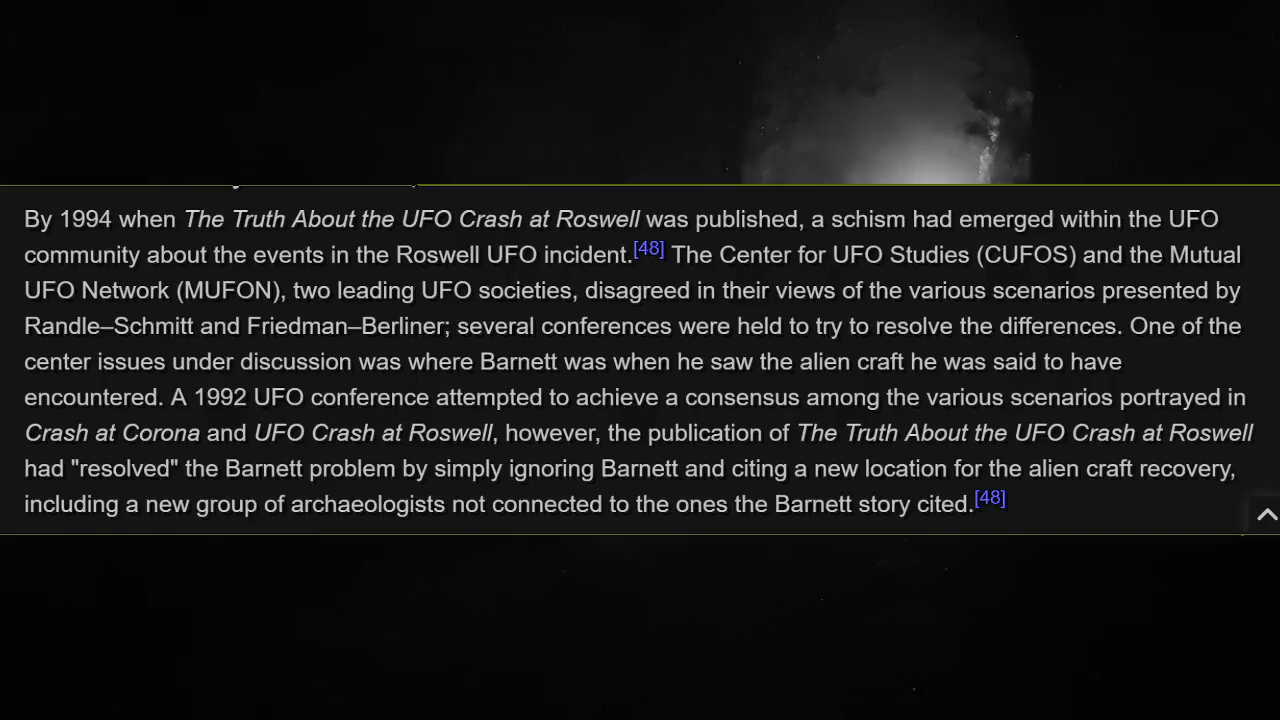 By 1994 when The Truth About the UFO Crash at Roswell was published, a schism had emerged within the UFO
community about the events in the Roswell UFO incident.[48] The Center for UFO Studies (CUFOS) and the Mutual
UFO Network (MUFON), two leading UFO societies, disagreed in their views of the various scenarios presented by
Randle–Schmitt and Friedman–Berliner; several conferences were held to try to resolve the differences. One of the
center issues under discussion was where Barnett was when he saw the alien craft he was said to have
encountered. A 1992 UFO conference attempted to achieve a consensus among the various scenarios portrayed in
Crash at Corona and UFO Crash at Roswell, however, the publication of The Truth About the UFO Crash at Roswell
had "resolved" the Barnett problem by simply ignoring Barnett and citing a new location for the alien craft recovery,
including a new group of archaeologists not connected to the ones the Barnett story cited.[48]